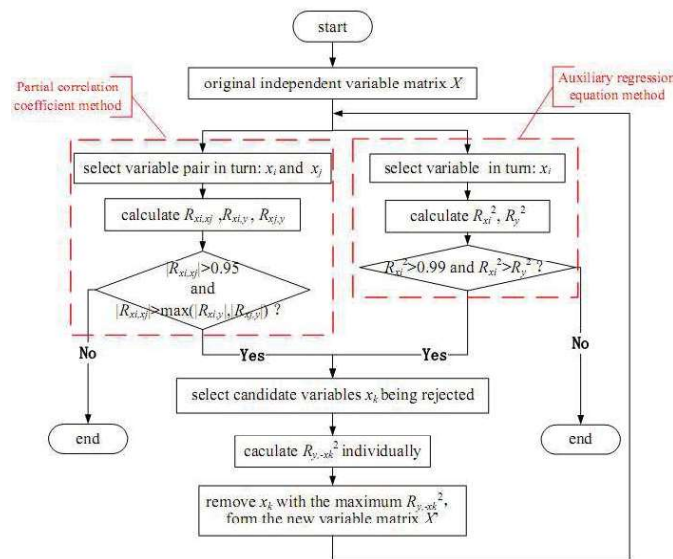 start
Partial correlation
coefficient method
original independent variable matrix X
Auxiliary regression
equation method
select variable pair in turn: xᵢ and xⱼ
select variable in turn: xᵢ
calculate Rxi,xj ,Rxi,y, Rxj,y
calculate Rxi², Ry²
|Rxi,xj|>0.95
and
|Rxi,xj|>max(|Rxi,y|,|Rxj,y|) ?
Rxi²>0.99 and Rxi²>Ry² ?
No
Yes
Yes
No
select candidate variables xk being rejected
end
end
caculate Ry,-xk² individually
remove xk with the maximum Ry,-xk²,
form the new variable matrix X'